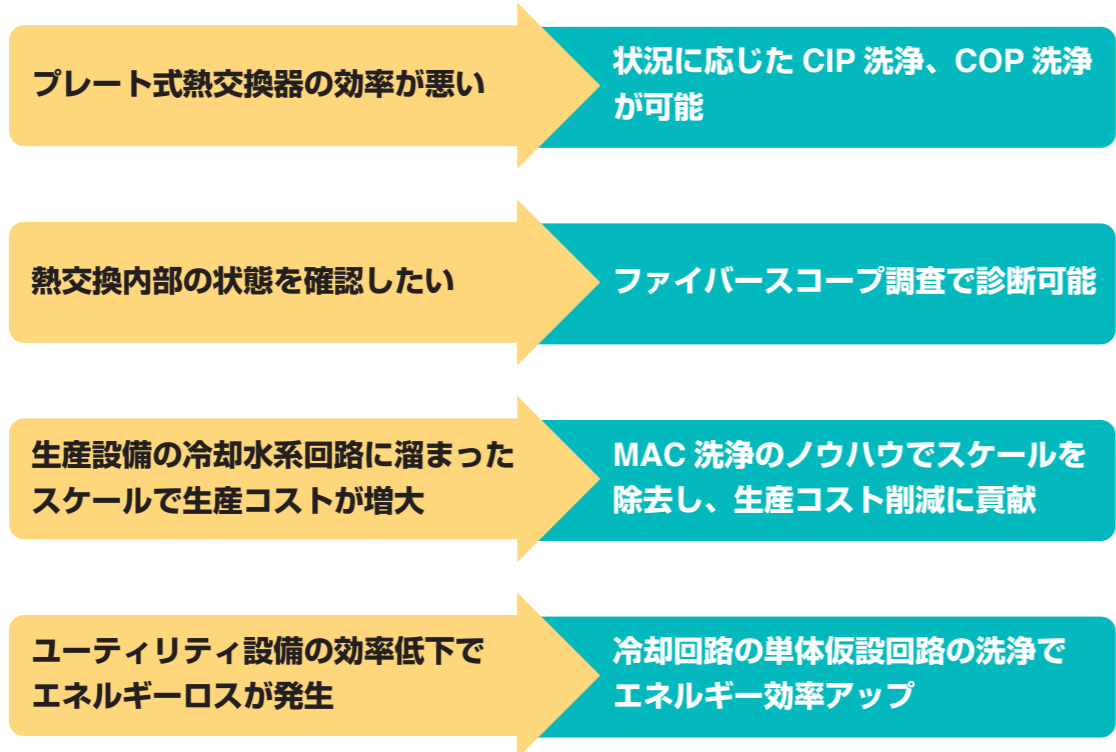 プレート式熱交換器の効率が悪い
状況に応じた CIP 洗浄、COP 洗浄
が可能
熱交換内部の状態を確認したい
ファイバースコープ調査で診断可能
生産設備の冷却水系回路に溜まった
スケールで生産コストが増大
MAC 洗浄のノウハウでスケールを
除去し、生産コスト削減に貢献
ユーティリティ設備の効率低下で
エネルギーロスが発生
冷却回路の単体仮設回路の洗浄で
エネルギー効率アップ